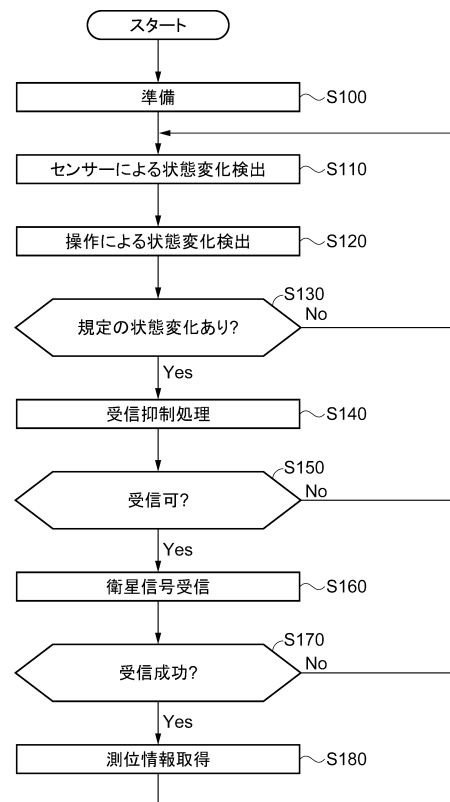 スタート
準備
S100
センサーによる状態変化検出
S110
操作による状態変化検出
S120
S130
規定の状態変化あり?
No
Yes
受信抑制処理
S140
S150
受信可?
No
Yes
衛星信号受信
S160
S170
受信成功?
No
Yes
測位情報取得
S180